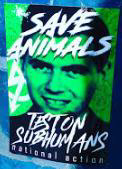 SAVE
ANIMALS
TEST ON
SUBHUMANS
national action